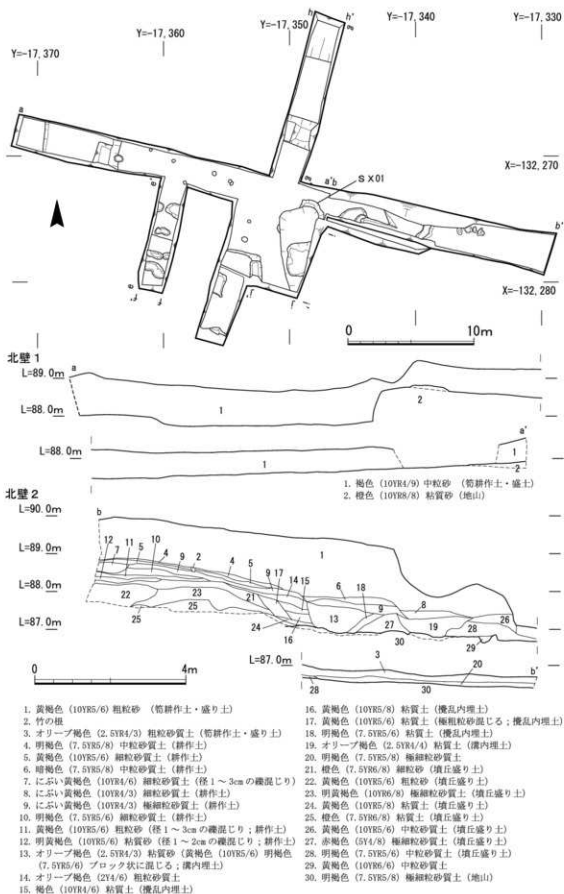 Y=-17,350
Y=-17,340
Y=-17,330
Y=-17,370
Y=-17,360
h
h'
a
a'
b
SX01
X=-132,270
b'
X=-132,280
0
10m
北壁1
L=89.0m
a
L=88.0m
1
2
L=88.0m
a'
1
1
2
1. 褐色 (10YR4/9) 中粒砂 (筍耕作土・盛土)
2. 橙色 (10YR8/8) 粘質土 (地山)
北壁2
L=90.0m
b
L=89.0m
L=88.0m
L=87.0m
12
7
11
5
10
4
9
2
4
5
9
17
14
15
1
6
18
8
22
23
21
25
25
24
16
13
9
27
19
28
26
30
29
0
4m
L=87.0m
3
20
b'
28
30
1. 黄褐色 (10YR5/6) 粗粒砂 (筍耕作土・盛り土)
2. 竹の根
3. オリーブ褐色 (2.5YR4/3) 粗粒砂質土 (筍耕作土・盛り土)
4. 明褐色 (7.5YR5/8) 中粒砂質土 (耕作土)
5. 黄褐色 (10YR5/6) 細粒砂質土 (耕作土)
6. 暗褐色 (7.5YR5/8) 中粒砂質土 (耕作土)
7. にぶい黄褐色 (10YR4/6) 細粒砂質土 (径1～3cmの礫混じり)
8. にぶい黄褐色 (10YR4/3) 細粒砂質土 (耕作土)
9. にぶい黄褐色 (10YR4/3) 極細粒砂質土 (耕作土)
10. 明褐色 (7.5YR5/6) 細粒砂質土 (耕作土)
11. 黄褐色 (10YR5/6) 粗粒砂 (径1～3cmの礫混じり；耕作土)
12. 明黄褐色 (10YR5/6) 粘質砂 (径1～2cmの礫混じり；耕作土)
13. オリーブ褐色 (2.5YR4/3) 粘質砂 (黄褐色 (10YR5/6) 明褐色
(7.5YR5/6) ブロック状に混じる；溝内埋土)
14. オリーブ褐色 (2Y4/6) 粗粒砂質土
15. 褐色 (10YR4/6) 粘質土 (攪乱内埋土)
16. 黄褐色 (10YR5/8) 粘質土 (攪乱内埋土)
17. 黄褐色 (10YR5/6) 粘質土 (極粗粒砂混じる；攪乱内埋土)
18. 明褐色 (7.5YR5/6) 粘質土 (攪乱内埋土)
19. オリーブ褐色 (2.5YR4/4) 粘質土 (溝内埋土)
20. 明褐色 (7.5YR5/8) 極細粒砂質土
21. 橙色 (7.5YR6/8) 細粒砂 (墳丘盛り土)
22. 黄褐色 (10YR5/6) 粗粒砂 (墳丘盛り土)
23. 明黄褐色 (10YR6/8) 極細粒砂質土 (墳丘盛り土)
24. 黄褐色 (10YR5/8) 粘質土 (墳丘盛り土)
25. 橙色 (7.5YR6/8) 粘質土 (墳丘盛り土)
26. 黄褐色 (10YR5/6) 中粒砂質土 (墳丘盛り土)
27. 赤褐色 (5Y4/8) 極細粒砂質土 (墳丘盛り土)
28. 明褐色 (7.5YR5/8) 中粒砂質土 (墳丘盛り土)
29. 黄褐色 (10YR6/6) 中粒砂質土
30. 明褐色 (7.5YR5/8) 極細粒砂質土 (地山)